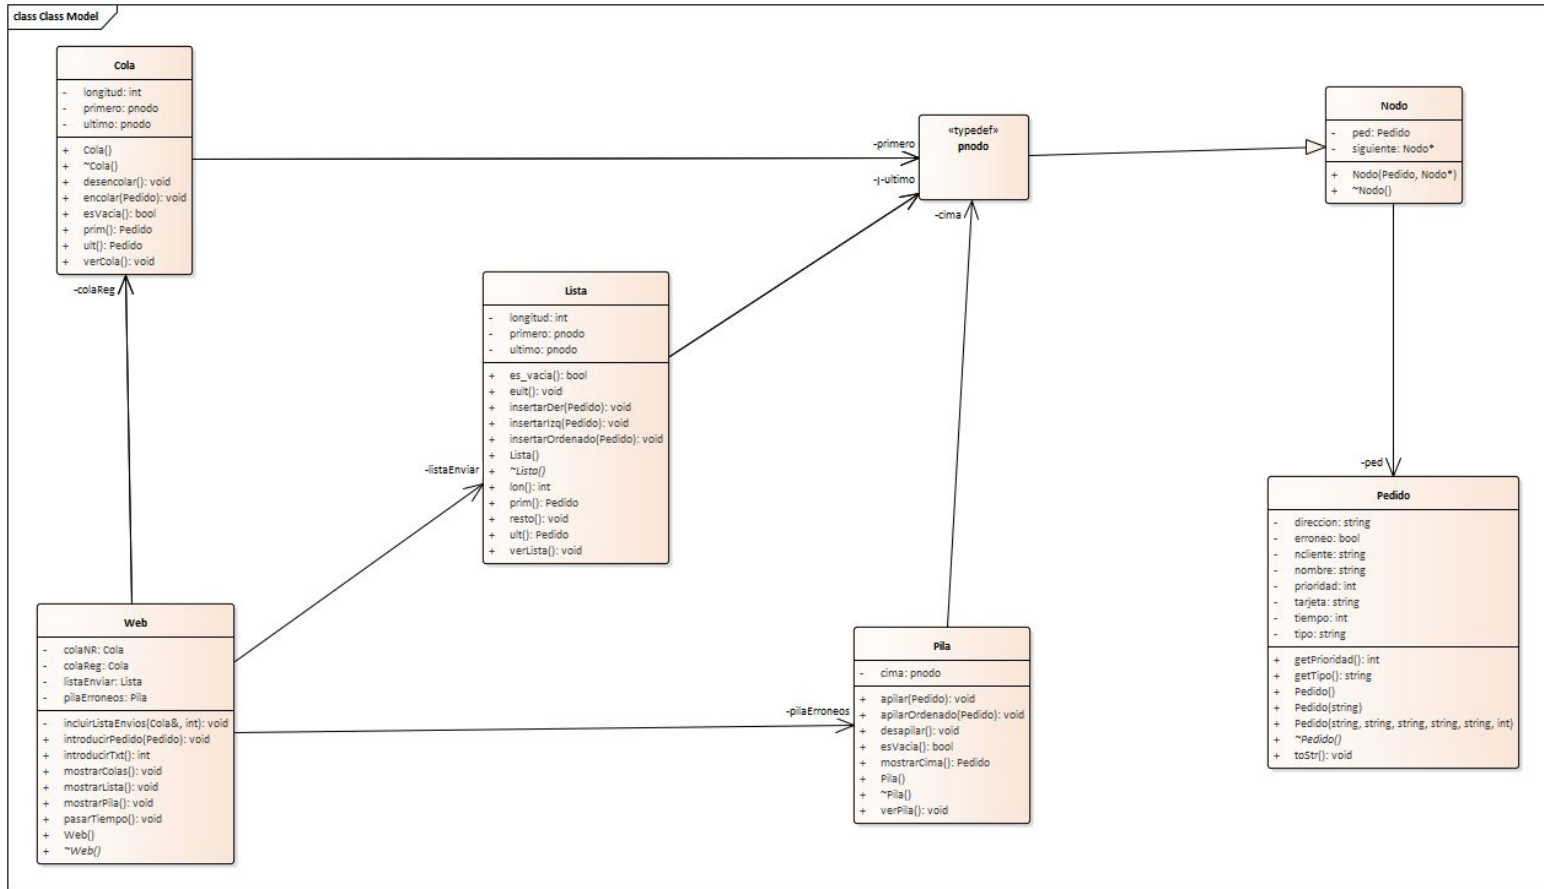 class Class Model
Cola
- longitud: int
- primero: pnodo
- ultimo: pnodo
+ Cola()
+ ~Cola()
+ desencolar(): void
+ encolar(Pedido): void
+ esVacia(): bool
+ prim(): Pedido
+ ult(): Pedido
+ verCola(): void
-colaReg
-primero
-ultimo
-cima
«typedef»
pnodo
Nodo
- ped: Pedido
- siguiente: Nodo*
+ Nodo(Pedido, Nodo*)
+ ~Nodo()
Lista
- longitud: int
- primero: pnodo
- ultimo: pnodo
+ es_vacia(): bool
+ eult(): void
+ insertarDer(Pedido): void
+ insertarIzq(Pedido): void
+ insertarOrdenado(Pedido): void
+ Lista()
+ ~Lista()
+ lon(): int
+ prim(): Pedido
+ resto(): void
+ ult(): Pedido
+ verLista(): void
-listaEnviar
-ped
Pedido
- direccion: string
- erroneo: bool
- ncliente: string
- nombre: string
- prioridad: int
- tarjeta: string
- tiempo: int
- tipo: string
+ getPrioridad(): int
+ getTipo(): string
+ Pedido()
+ Pedido(string)
+ Pedido(string, string, string, string, string, int)
+ ~Pedido()
+ toStr(): void
Web
- colaNR: Cola
- colaReg: Cola
- listaEnviar: Lista
- pilaErroneos: Pila
- incluirListaEnvios(Cola&, int): void
+ introducirPedido(Pedido): void
+ introducirTxt(): int
+ mostrarColas(): void
+ mostrarLista(): void
+ mostrarPila(): void
+ pasarTiempo(): void
+ Web()
+ ~Web()
-pilaErroneos
Pila
- cima: pnodo
+ apilar(Pedido): void
+ apilarOrdenado(Pedido): void
+ desapilar(): void
+ esVacia(): bool
+ mostrarCima(): Pedido
+ Pila()
+ ~Pila()
+ verPila(): void